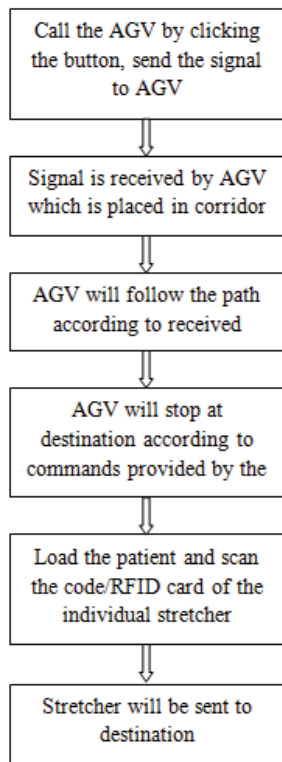 Call the AGV by clicking
the button, send the signal
to AGV
Signal is received by AGV
which is placed in corridor
AGV will follow the path
according to received
AGV will stop at
destination according to
commands provided by the
Load the patient and scan
the code/RFID card of the
individual stretcher
Stretcher will be sent to
destination